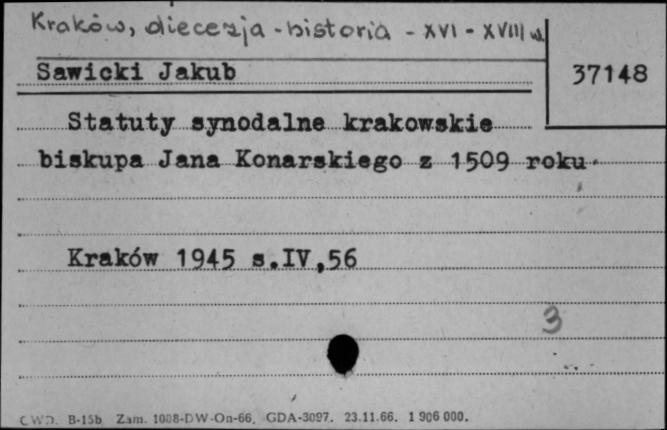 Kraków, diecezja - historia - XVI - XVIII w.
Sawicki Jakub
37148
Statuty synodalne krakowskie
biskupa Jana Konarskiego z 1509 roku.
Kraków 1945 s.IV,56
3
CWD. B-15b Zam. 1008-DW-On-66. GDA-3097. 23.11.66. 1 906 000.